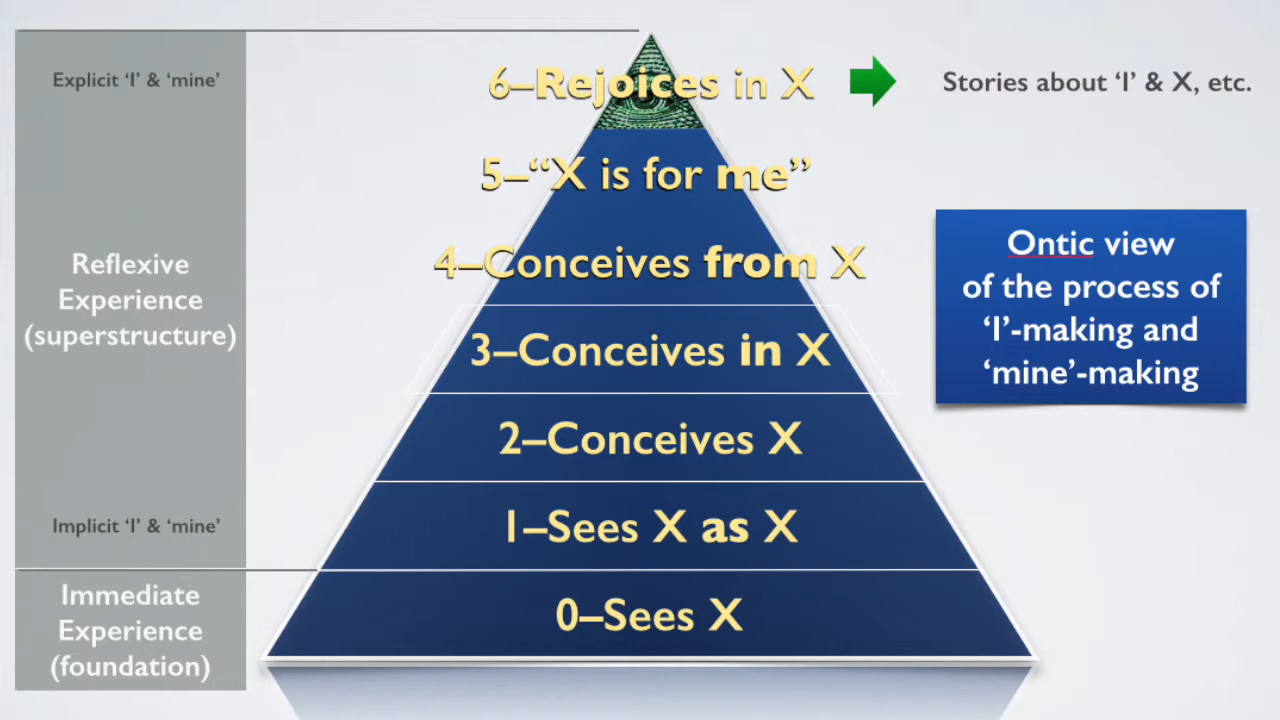 Explicit ‘I’ & ‘mine’
Reflexive
Experience
(superstructure)
Implicit ‘I’ & ‘mine’
Immediate
Experience
(foundation)
6–Rejoices in X
5–“X is for me”
4–Conceives from X
3–Conceives in X
2–Conceives X
1–Sees X as X
0–Sees X
Stories about ‘I’ & X, etc.
Ontic view
of the process of
‘I’-making and
‘mine’-making